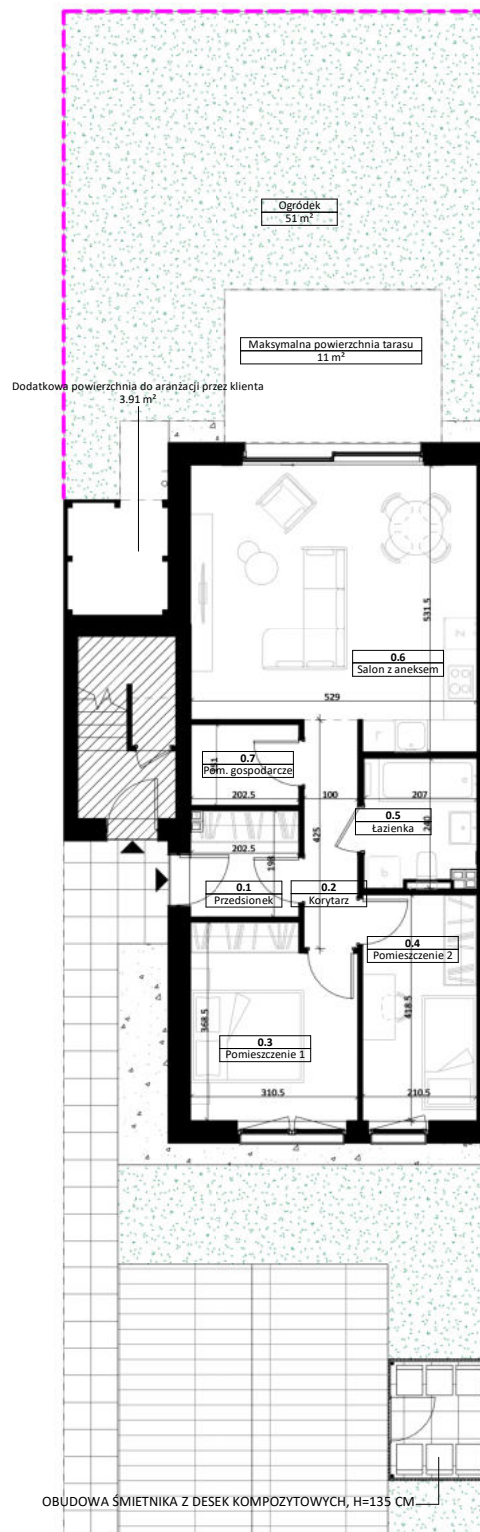 Ogródek
51 m²
Maksymalna powierzchnia tarasu
11 m²
Dodatkowa powierzchnia do aranżacji przez klienta
3.91 m²
531.5
0.6
Salon z aneksem
529
0.7
Pom. gospodarcze
202.5
100
207
0.5
Łazienka
240
425
202.5
198
0.1
Przedsionek
0.2
Korytarz
0.4
Pomieszczenie 2
368.5
418.5
0.3
Pomieszczenie 1
310.5
210.5
OBUDOWA ŚMIETNIKA Z DESEK KOMPOZYTOWYCH, H=135 CM